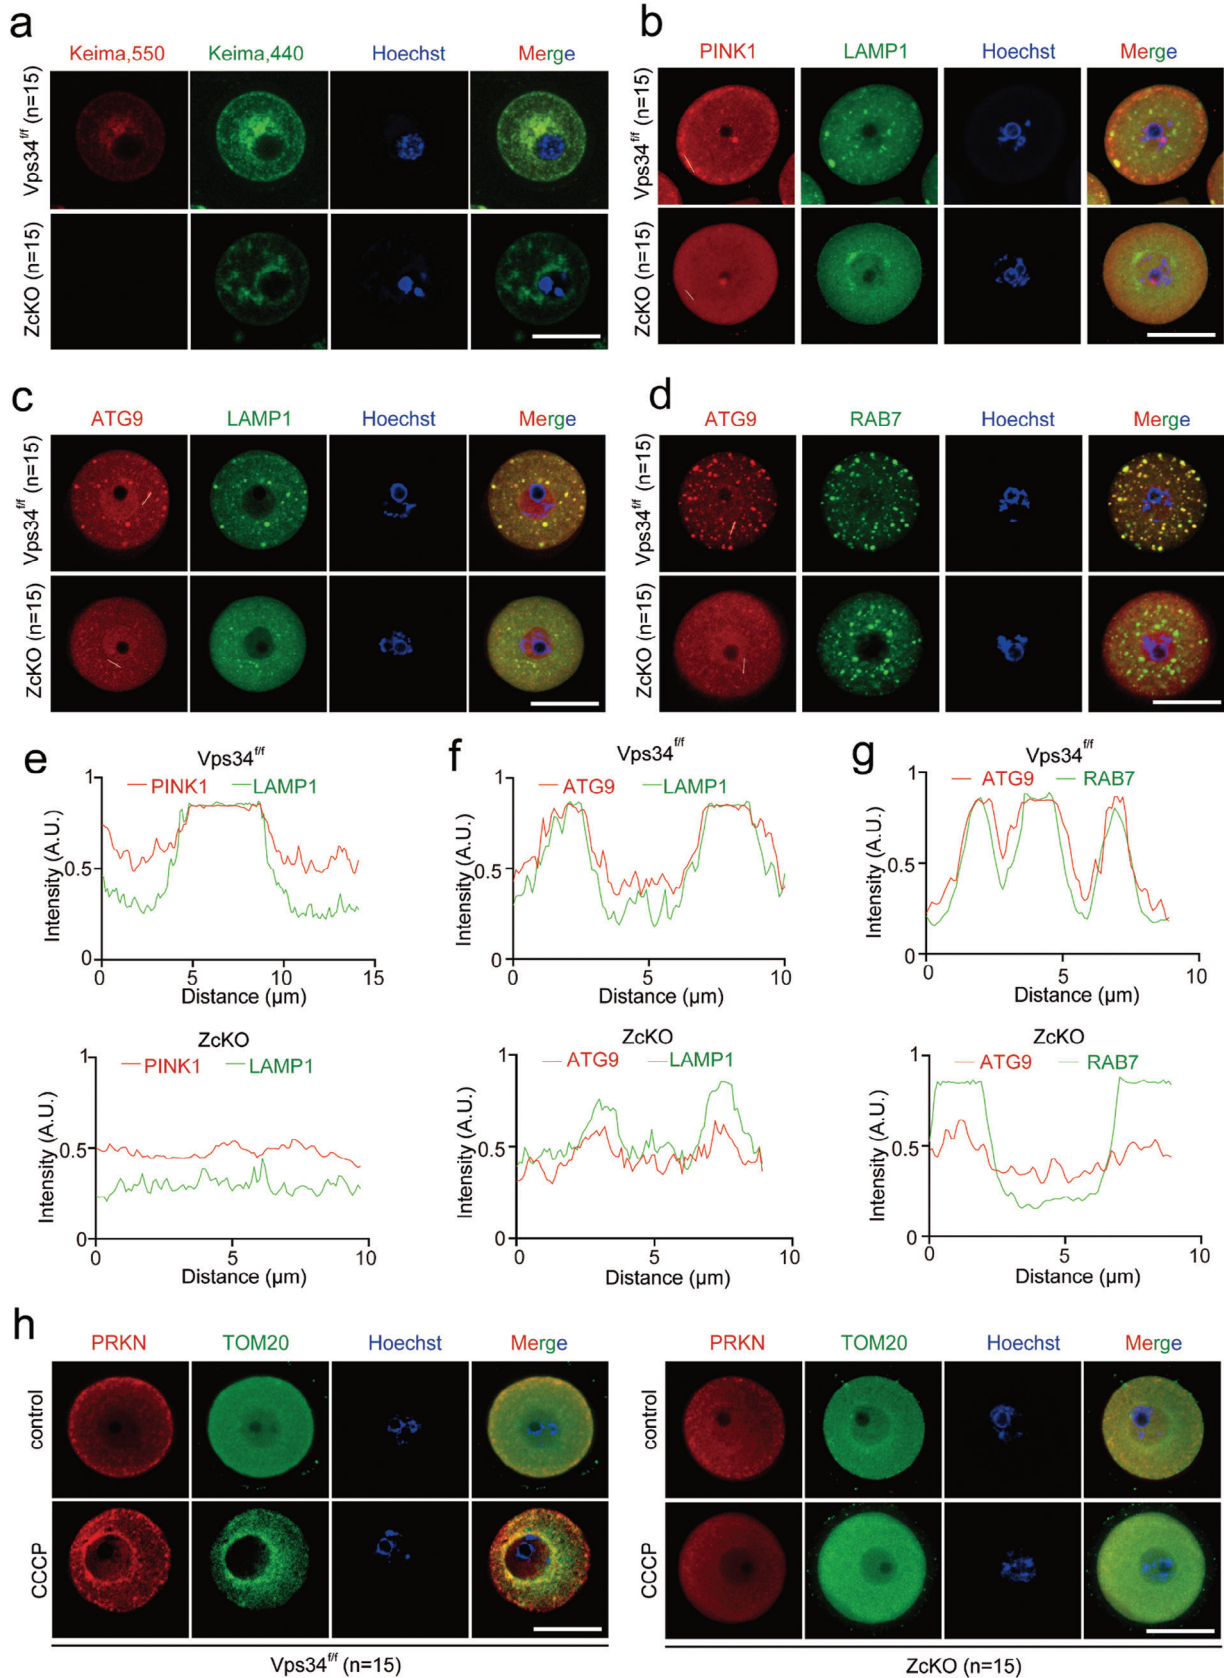 a
Keima,550 Keima,440 Hoechst Merge
Vps34f/f (n=15)
ZcKO (n=15)
b
PINK1 LAMP1 Hoechst Merge
Vps34f/f (n=15)
ZcKO (n=15)
c
ATG9 LAMP1 Hoechst Merge
Vps34f/f (n=15)
ZcKO (n=15)
d
ATG9 RAB7 Hoechst Merge
Vps34f/f (n=15)
ZcKO (n=15)
e
Vps34f/f
PINK1 LAMP1
Intensity (A.U.)
1
0.5
0
0 5 10 15
Distance (µm)
ZcKO
PINK1 LAMP1
Intensity (A.U.)
1
0.5
0
0 5 10
Distance (µm)
f
Vps34f/f
ATG9 LAMP1
Intensity (A.U.)
1
0.5
0
0 5 10
Distance (µm)
ZcKO
ATG9 LAMP1
Intensity (A.U.)
1
0.5
0
0 5 10
Distance (µm)
g
Vps34f/f
ATG9 RAB7
Intensity (A.U.)
1
0.5
0
0 5 10
Distance (µm)
ZcKO
ATG9 RAB7
Intensity (A.U.)
1
0.5
0
0 5 10
Distance (µm)
h
PRKN TOM20 Hoechst Merge
control
CCCP
Vps34f/f (n=15)
PRKN TOM20 Hoechst Merge
control
CCCP
ZcKO (n=15)